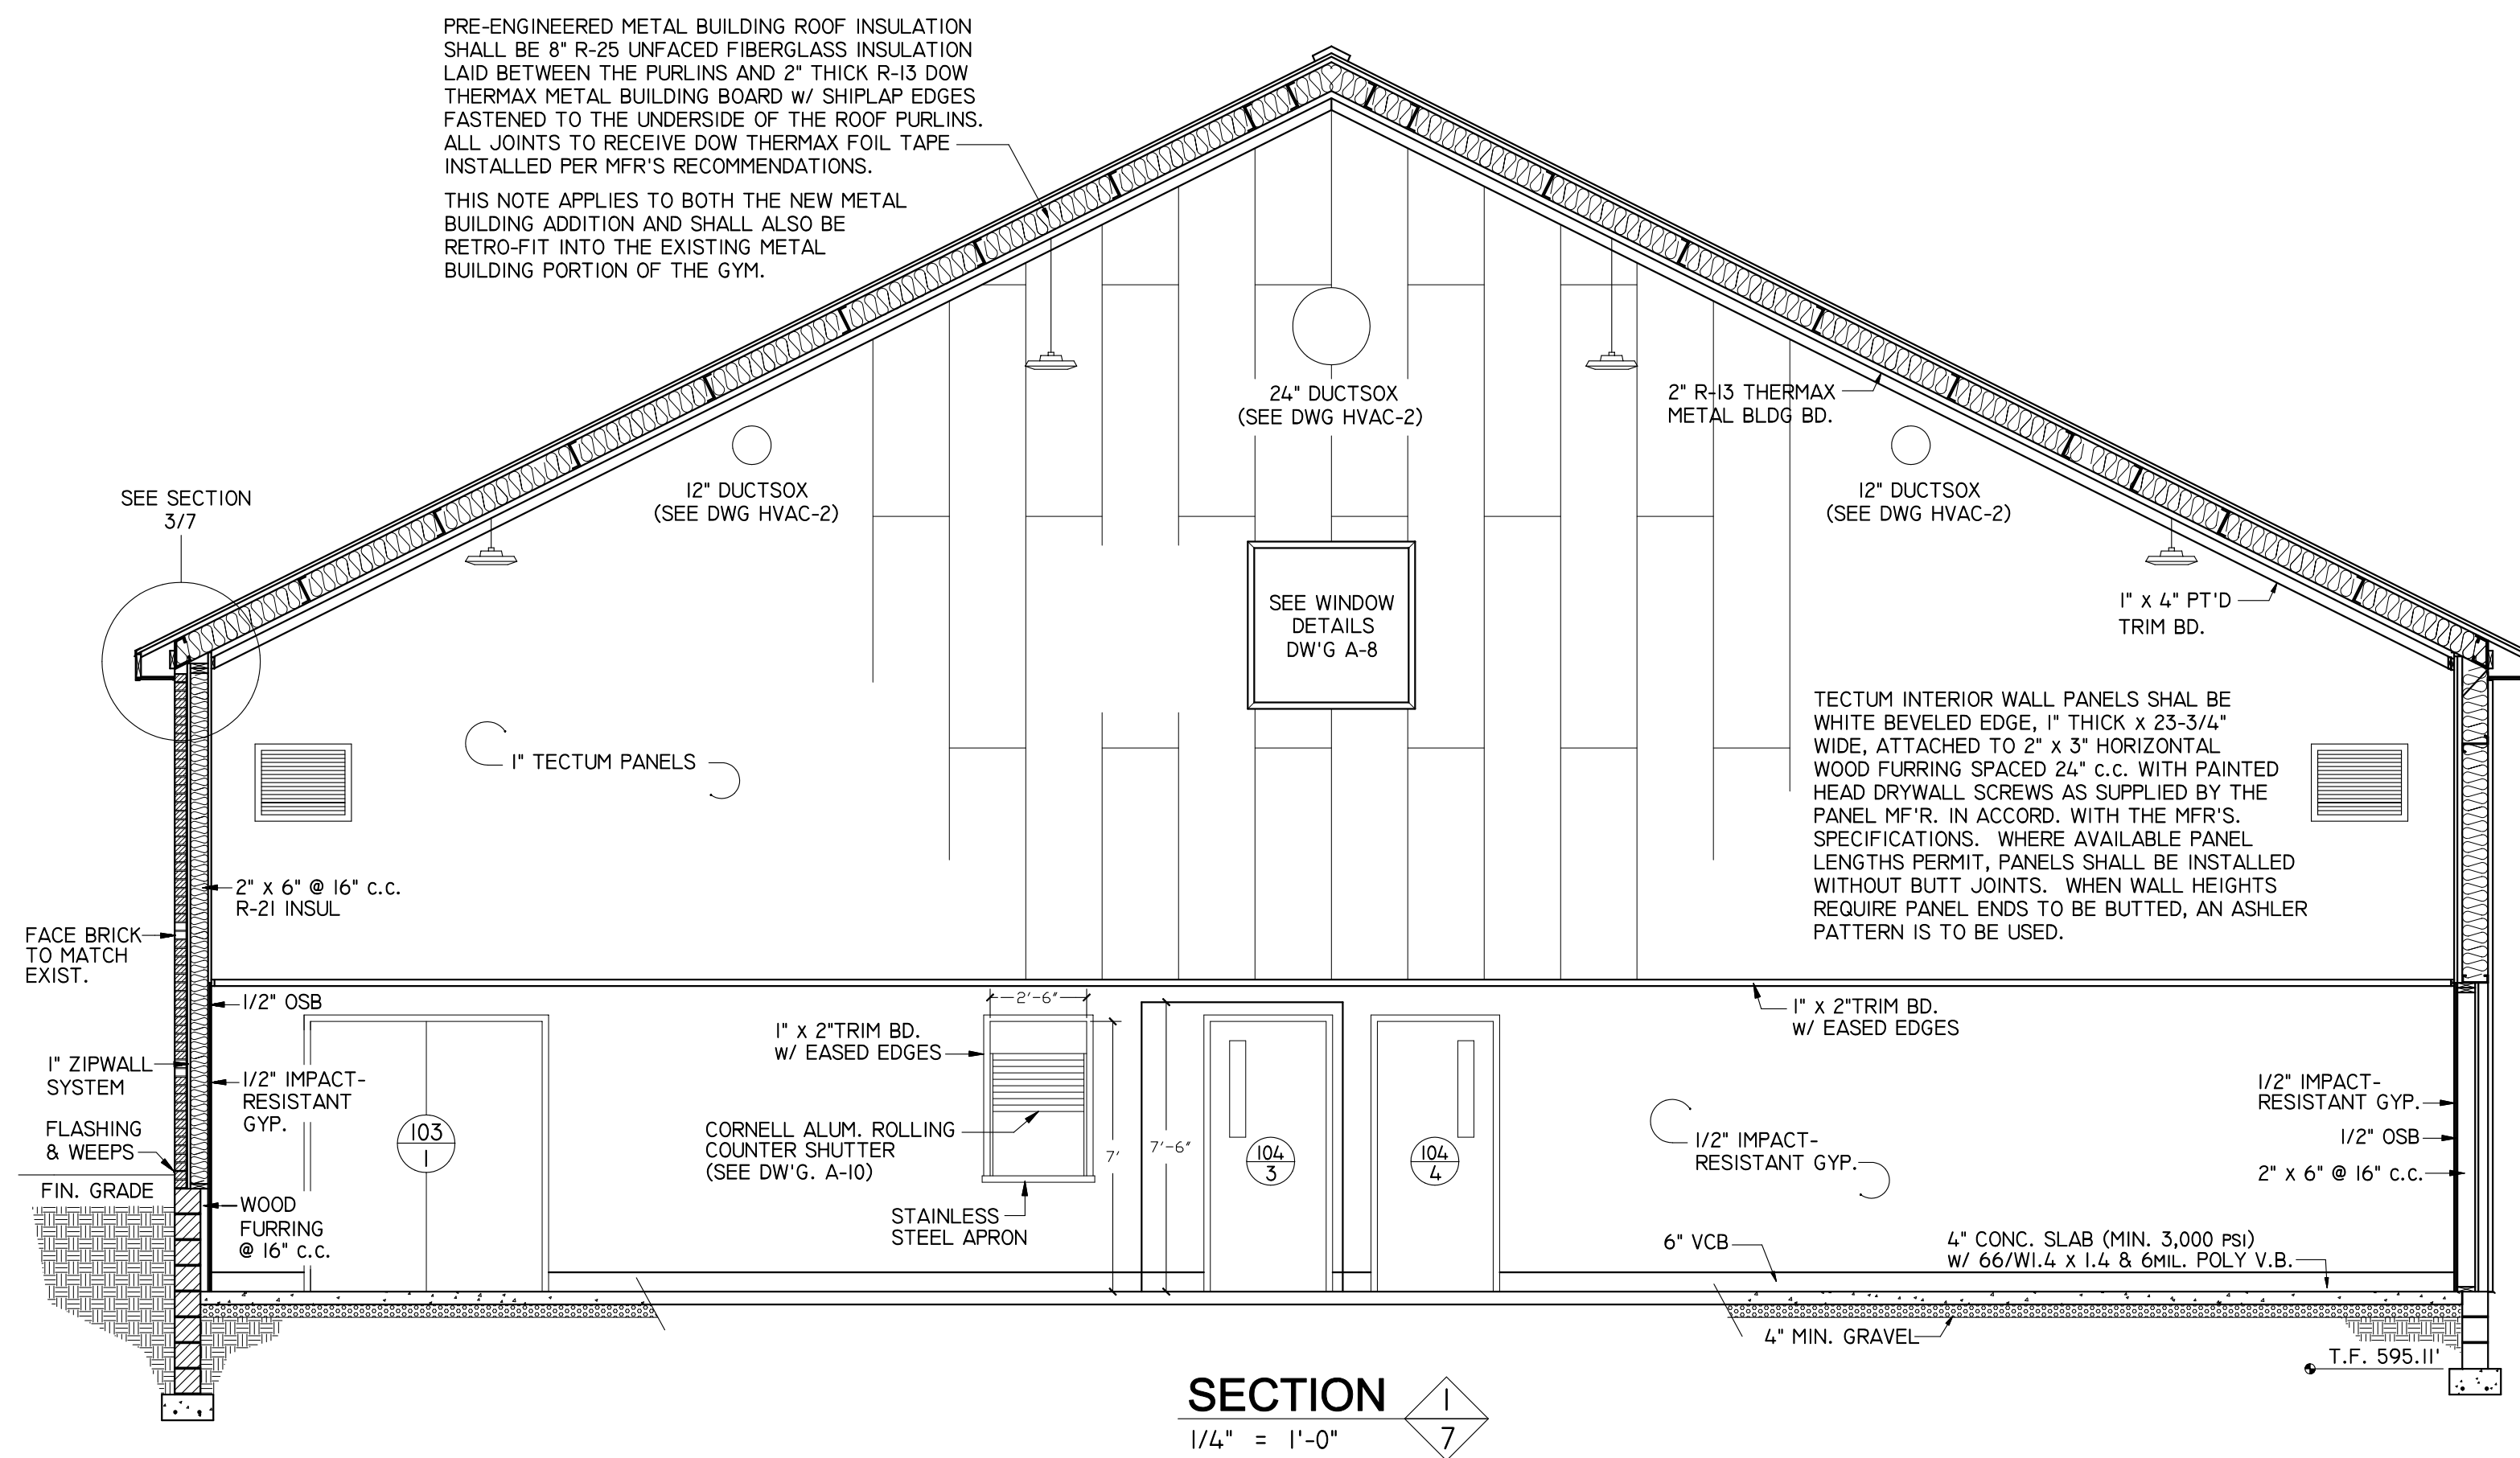 PRE-ENGINEERED METAL BUILDING ROOF INSULATION
SHALL BE 8" R-25 UNFACED FIBERGLASS INSULATION
LAID BETWEEN THE PURLINS AND 2" THICK R-13 DOW
THERMAX METAL BUILDING BOARD W/ SHIPLAP EDGES
FASTENED TO THE UNDERSIDE OF THE ROOF PURLINS.
ALL JOINTS TO RECEIVE DOW THERMAX FOIL TAPE
INSTALLED PER MFR'S RECOMMENDATIONS.
THIS NOTE APPLIES TO BOTH THE NEW METAL
BUILDING ADDITION AND SHALL ALSO BE
RETRO-FIT INTO THE EXISTING METAL
BUILDING PORTION OF THE GYM.
24" DUCTSOX
(SEE DWG HVAC-2)
2" R-13 THERMAX
METAL BLDG BD.
12" DUCTSOX
(SEE DWG HVAC-2)
12" DUCTSOX
(SEE DWG HVAC-2)
SEE SECTION
3/7
SEE WINDOW
DETAILS
DW'G A-8
1" X 4" PT'D
TRIM BD.
1" TECTUM PANELS
TECTUM INTERIOR WALL PANELS SHAL BE
WHITE BEVELED EDGE, 1" THICK X 23-3/4"
WIDE, ATTACHED TO 2" X 3" HORIZONTAL
WOOD FURRING SPACED 24" C.C. WITH PAINTED
HEAD DRYWALL SCREWS AS SUPPLIED BY THE
PANEL MF'R. IN ACCORD. WITH THE MFR'S.
SPECIFICATIONS. WHERE AVAILABLE PANEL
LENGTHS PERMIT, PANELS SHALL BE INSTALLED
WITHOUT BUTT JOINTS. WHEN WALL HEIGHTS
REQUIRE PANEL ENDS TO BE BUTTED, AN ASHLER
PATTERN IS TO BE USED.
2" X 6" @ 16" C.C.
R-21 INSUL
FACE BRICK
TO MATCH
EXIST.
1/2" OSB
2'-6"
1" X 2"TRIM BD.
W/ EASED EDGES
1" X 2"TRIM BD.
W/ EASED EDGES
1" ZIPWALL
SYSTEM
1/2" IMPACT-
RESISTANT
GYP.
1/2" IMPACT-
RESISTANT GYP.
FLASHING
& WEEPS
103
1
CORNELL ALUM. ROLLING
COUNTER SHUTTER
(SEE DW'G. A-10)
7'
7'-6"
104
3
104
4
1/2" IMPACT-
RESISTANT GYP.
1/2" OSB
2" X 6" @ 16" C.C.
FIN. GRADE
WOOD
FURRING
@ 16" C.C.
STAINLESS
STEEL APRON
6" VCB
4" CONC. SLAB (MIN. 3,000 PSI)
W/ 66/W1.4 X 1.4 & 6MIL. POLY V.B.
4" MIN. GRAVEL
T.F. 595.11'
SECTION
1
7
1/4" = 1'-0"